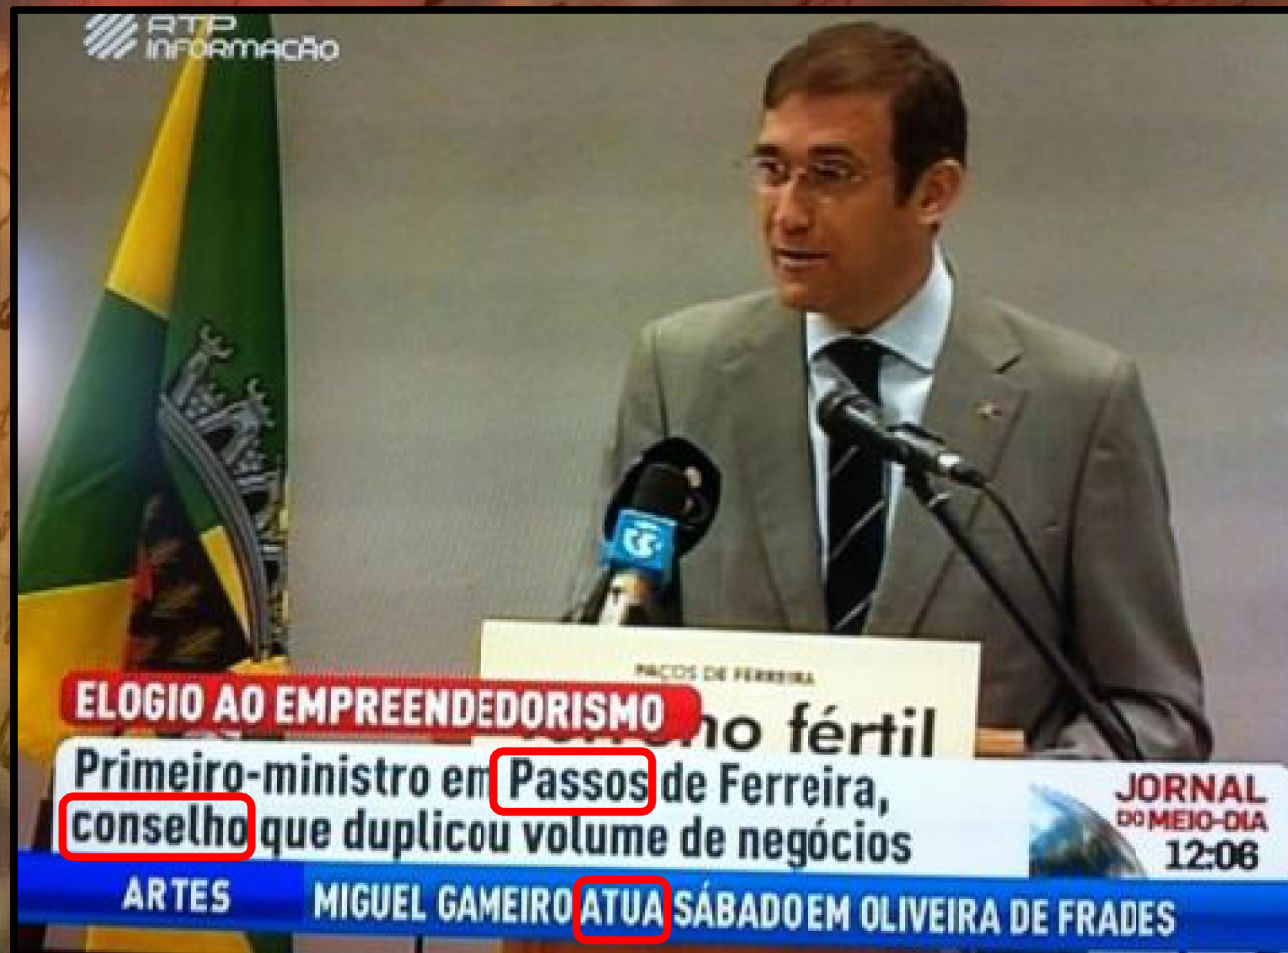 RTP
INFORMAÇÃO
PAÇOS DE FERREIRA
no fértil
ELOGIO AO EMPREENDEDORISMO
Primeiro-ministro em Passos de Ferreira,
conselho que duplicou volume de negócios
JORNAL
DO MEIO-DIA
12:06
ARTES MIGUEL GAMEIRO ATUA SÁBADO EM OLIVEIRA DE FRADES